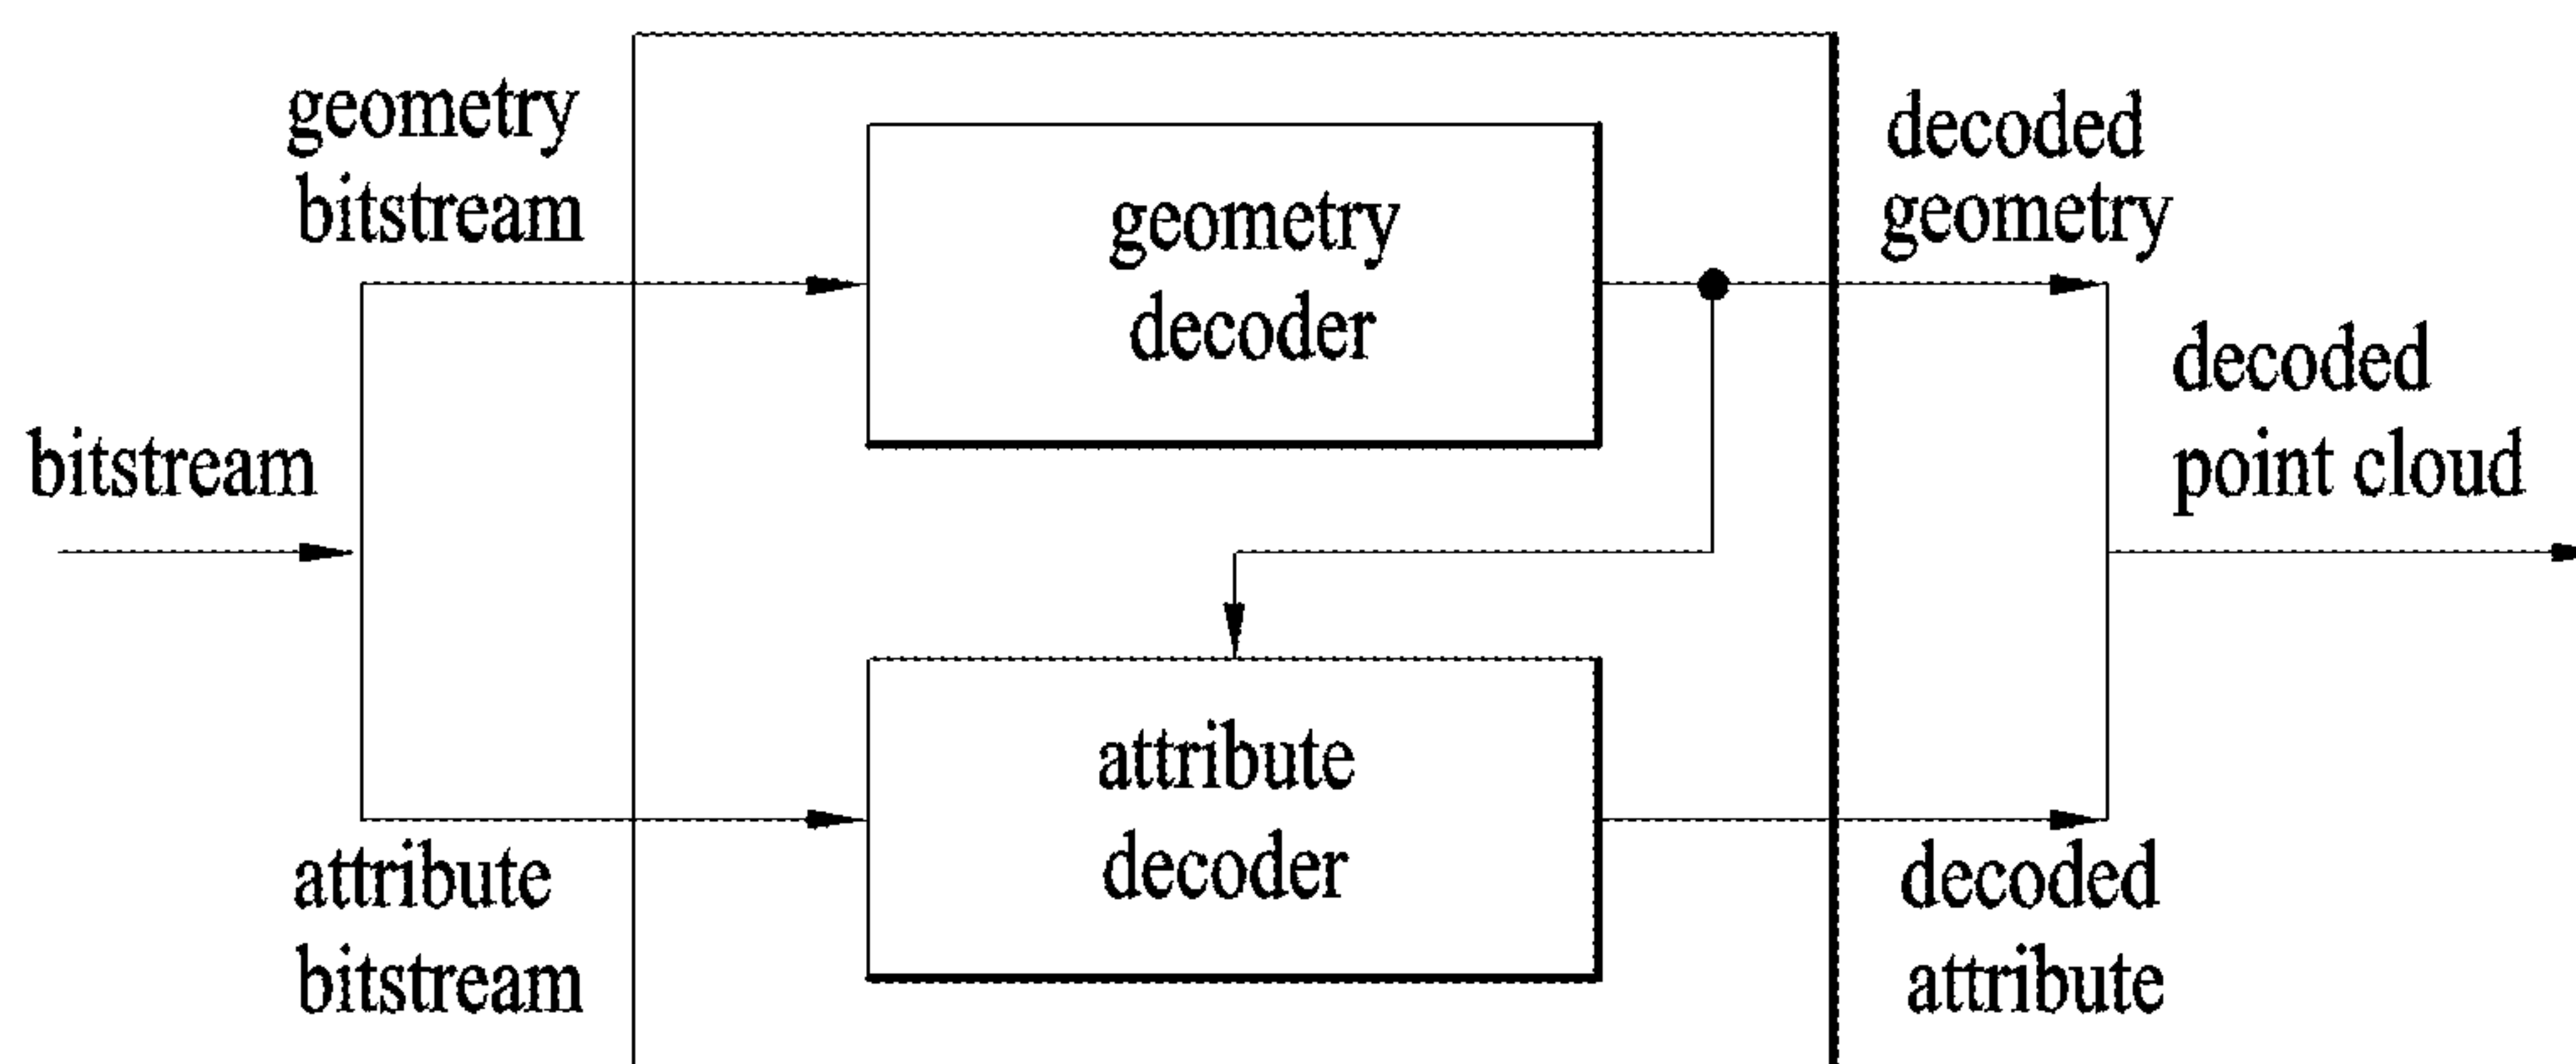 geometry
bitstream
bitstream
attribute
bitstream
geometry
decoder
attribute
decoder
decoded
geometry
decoded
point cloud
decoded
attribute